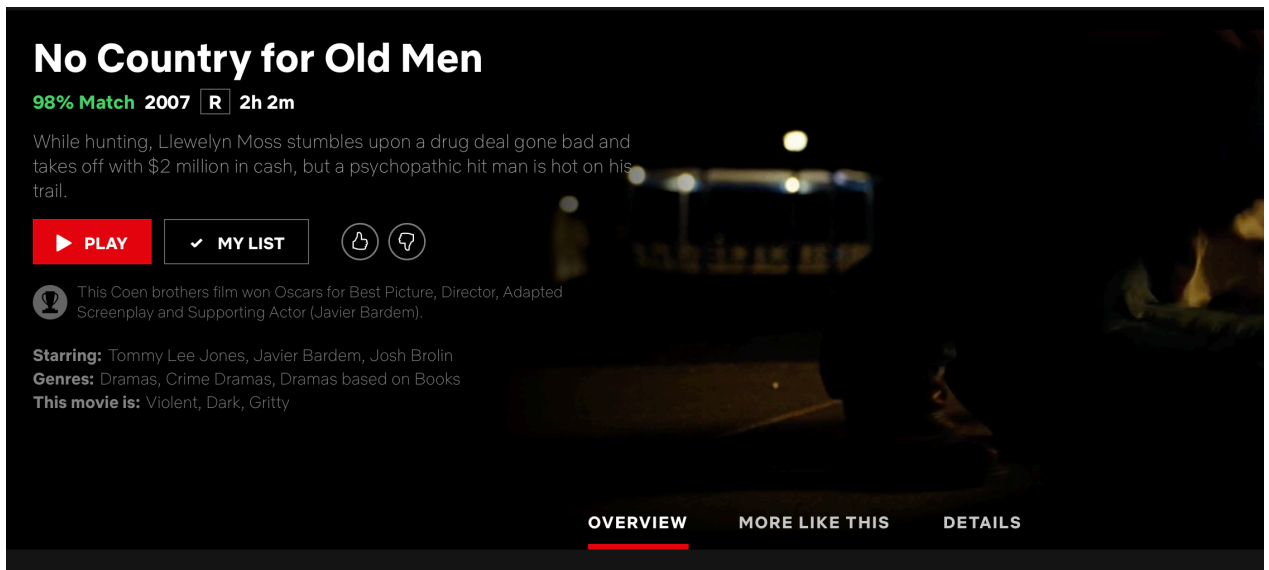 No Country for Old Men
98% Match 2007 R 2h 2m
While hunting, Llewelyn Moss stumbles upon a drug deal gone bad and
takes off with $2 million in cash, but a psychopathic hit man is hot on his
trail.
PLAY MY LIST
This Coen brothers film won Oscars for Best Picture, Director, Adapted
Screenplay and Supporting Actor (Javier Bardem).
Starring: Tommy Lee Jones, Javier Bardem, Josh Brolin
Genres: Dramas, Crime Dramas, Dramas based on Books
This movie is: Violent, Dark, Gritty
OVERVIEW MORE LIKE THIS DETAILS